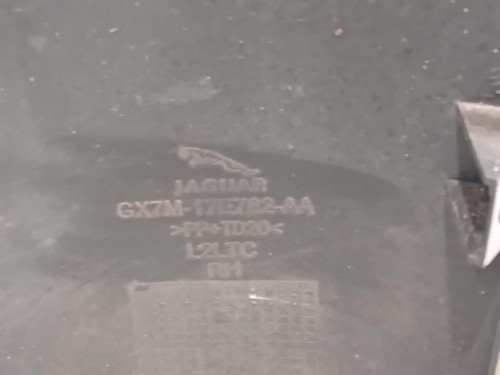 JAGUAR
GX7M-17E782-AA
>PP+TD20<
L2LTC
RH